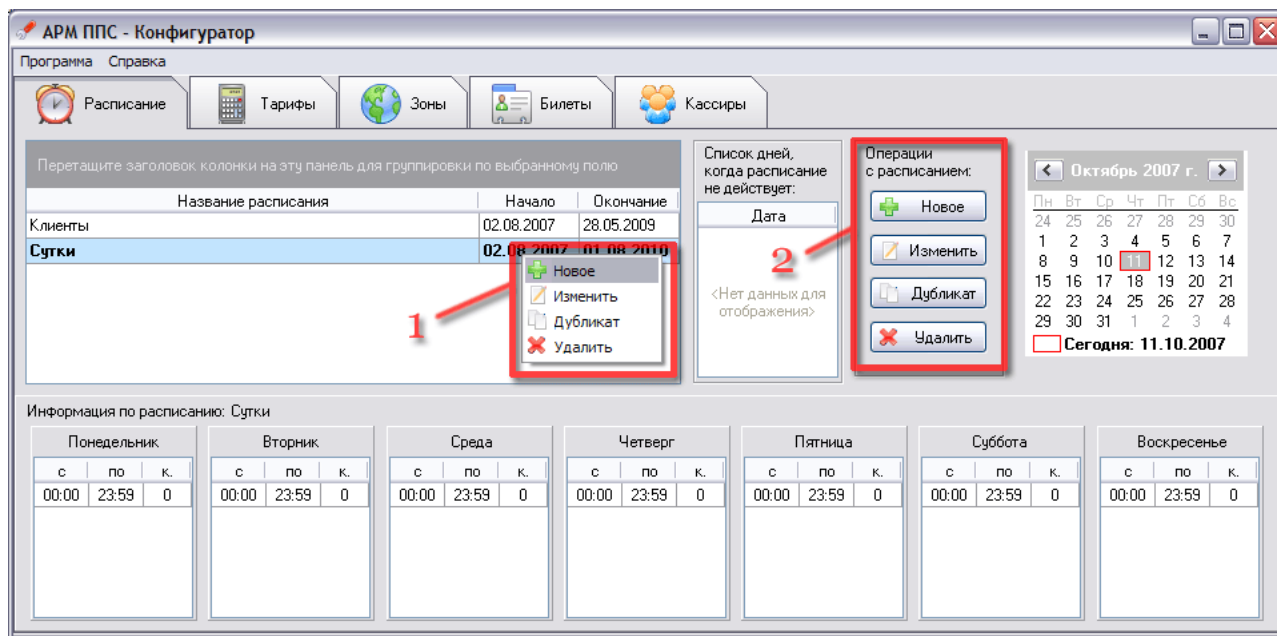 АРМ ППС - Конфигуратор
Программа Справка
Расписание Тарифы Зоны Билеты Кассиры
Перетащите заголовок колонки на эту панель для группировки по выбранному полю
Название расписания Начало Окончание
Клиенты 02.08.2007 28.05.2009
Сутки 02.08.2007 01.08.2010
1
Новое
Изменить
Дубликат
Удалить
Список дней,
когда расписание
не действует:
Дата
<Нет данных для
отображения>
2
Операции
с расписанием:
Новое
Изменить
Дубликат
Удалить
Октябрь 2007 г.
Пн Вт Ср Чт Пт Сб Вс
24 25 26 27 28 29 30
1 2 3 4 5 6 7
8 9 10 11 12 13 14
15 16 17 18 19 20 21
22 23 24 25 26 27 28
29 30 31 1 2 3 4
Сегодня: 11.10.2007
Информация по расписанию: Сутки
Понедельник Вторник Среда Четверг Пятница Суббота Воскресенье
с по к. с по к. с по к. с по к. с по к. с по к. с по к.
00:00 23:59 0 00:00 23:59 0 00:00 23:59 0 00:00 23:59 0 00:00 23:59 0 00:00 23:59 0 00:00 23:59 0